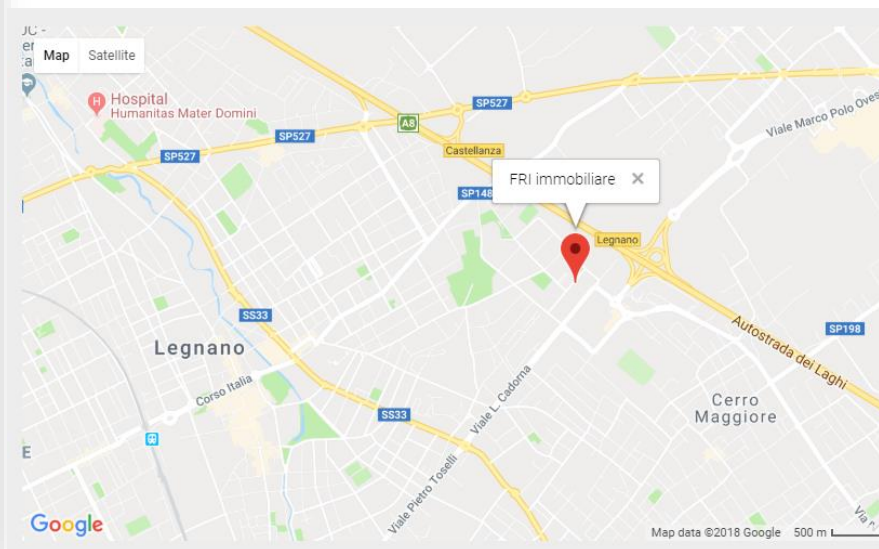 Map
Satellite
Hospital
Humanitas Mater Domini
SP527
A8
Viale Marco Polo Oves
SP527
SP527
Castellanza
FRI immobiliare ×
SP148
Legnano
SS33
Autostrada dei Laghi
SP198
Legnano
Corso Italia
Viale L. Cadorna
Cerro
Maggiore
SS33
E
Viale Pietro Toselli
Google
Map data ©2018 Google
500 m